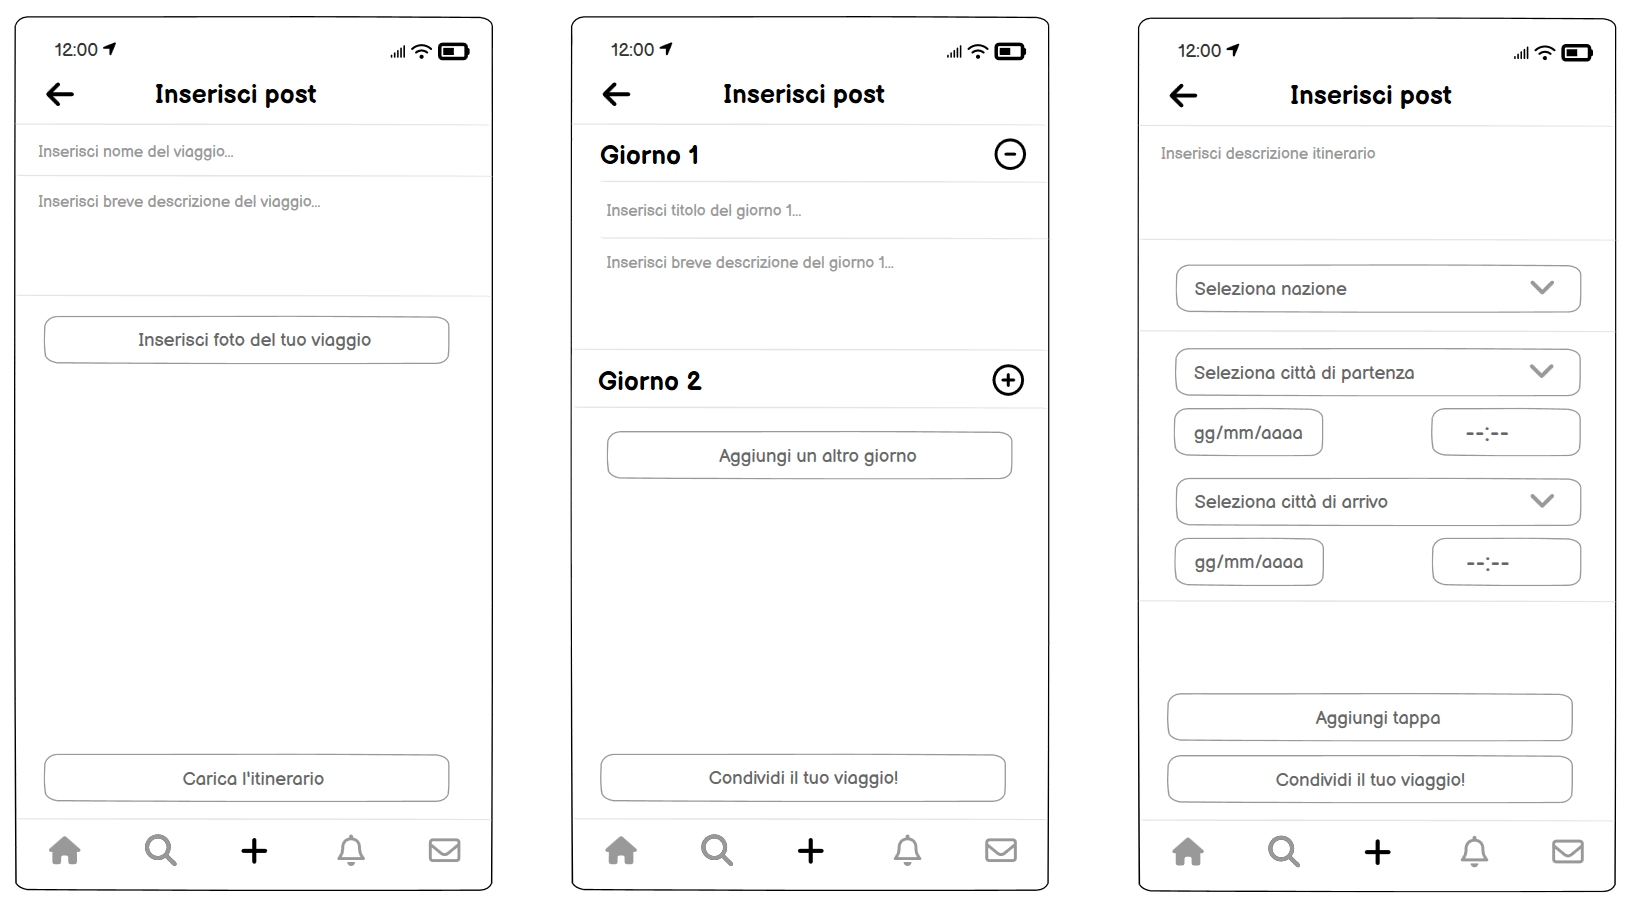 12:00
Inserisci post
Inserisci nome del viaggio...
Inserisci breve descrizione del viaggio...
Inserisci foto del tuo viaggio
Carica l'itinerario
12:00
Inserisci post
Giorno 1
Inserisci titolo del giorno 1...
Inserisci breve descrizione del giorno 1...
Giorno 2
Aggiungi un altro giorno
Condividi il tuo viaggio!
12:00
Inserisci post
Inserisci descrizione itinerario
Seleziona nazione
Seleziona città di partenza
gg/mm/aaaa --:--
Seleziona città di arrivo
gg/mm/aaaa --:--
Aggiungi tappa
Condividi il tuo viaggio!